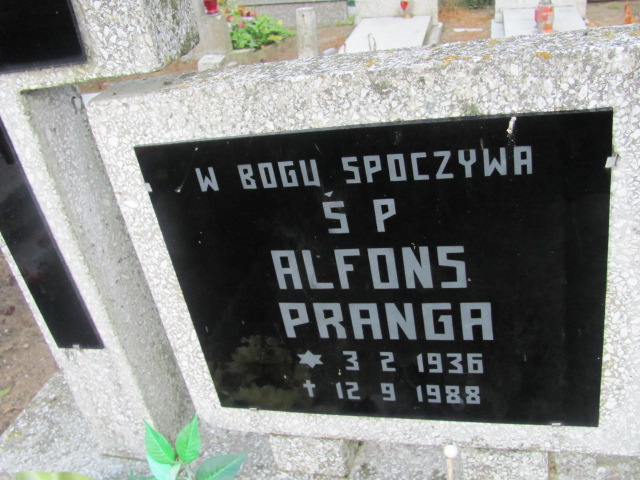 W BOGU SPOCZYWA
S P
ALFONS
PRANGA
✶ 3 2 1936
† 12 9 1988